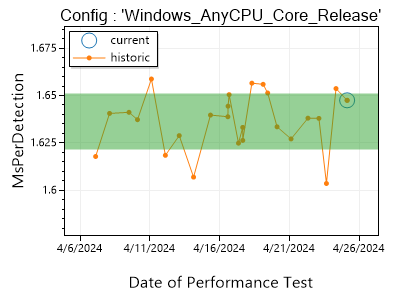 Config : 'Windows_AnyCPU_Core_Release'
current
historic
MsPerDetection
1.675
1.65
1.625
1.6
4/6/2024 4/11/2024 4/16/2024 4/21/2024 4/26/2024
Date of Performance Test